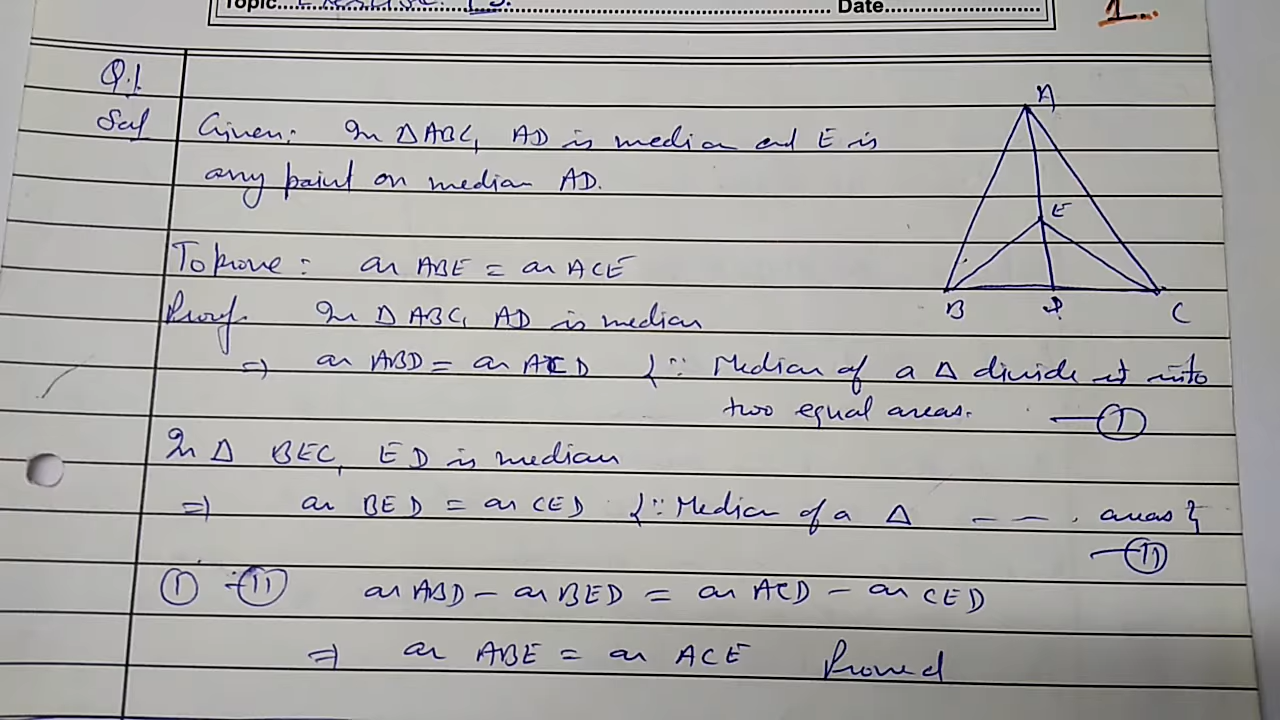 Topic.... ........ Date........
1..
Q.1
Sol Given: In Δ ABC, AD is median and E is
any point on median AD.
A
E
B D C
To prove : ar ABE = ar ACE
Proof. In Δ ABC, AD is median
⇒ ar ABD = ar ACD {∵ Median of a Δ divide it into
two equal areas. — I
In Δ BEC, ED is median
⇒ ar BED = ar CED {∵ Median of a Δ — — . areas }
— II
I - II ar ABD - ar BED = ar ACD - ar CED
⇒ ar ABE = ar ACE Proved